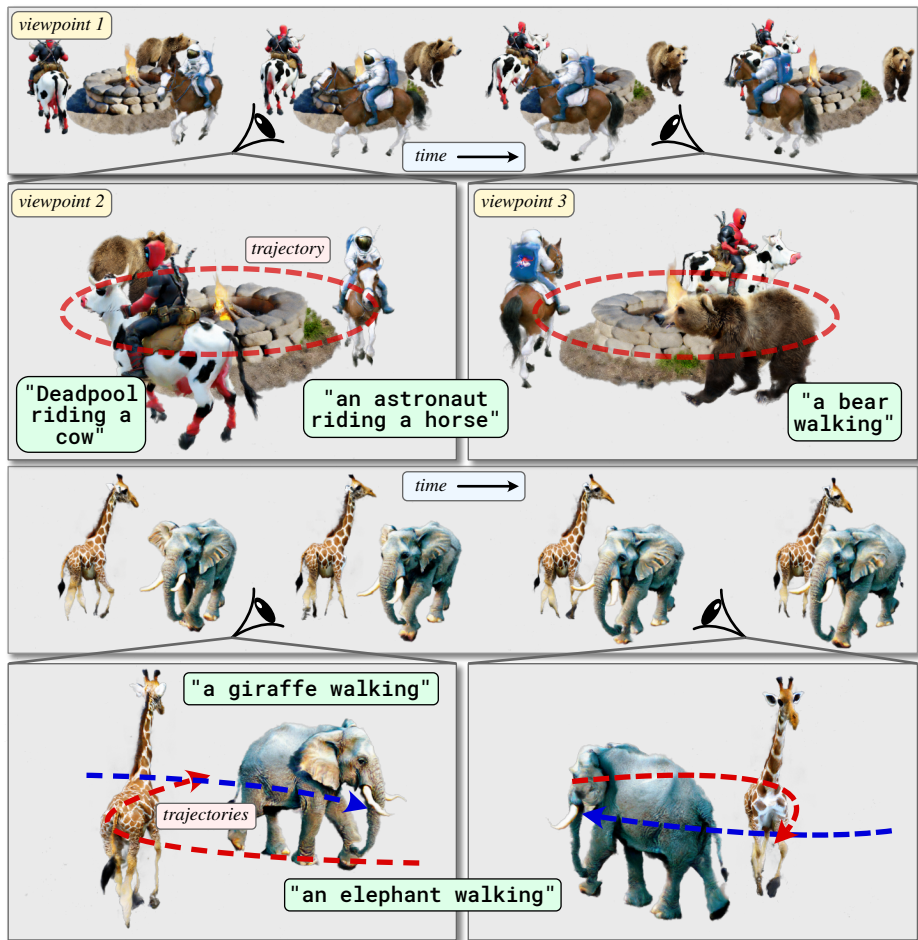 viewpoint 1
time
viewpoint 2
viewpoint 3
trajectory
"Deadpool
riding a
cow"
"an astronaut
riding a horse"
"a bear
walking"
time
"a giraffe walking"
trajectories
"an elephant walking"